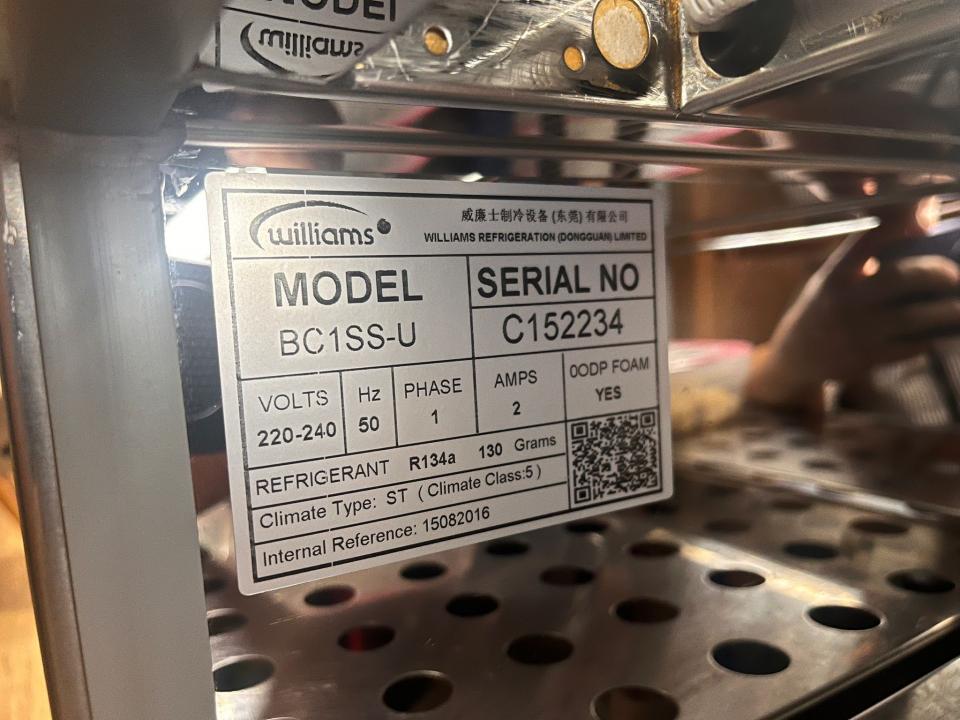 MODEL
williams
williams
威廉士制冷设备 (东莞) 有限公司
WILLIAMS REFRIGERATION (DONGGUAN) LIMITED
MODEL
BC1SS-U
SERIAL NO
C152234
VOLTS
220-240
Hz
50
PHASE
1
AMPS
2
0ODP FOAM
YES
REFRIGERANT R134a 130 Grams
Climate Type: ST ( Climate Class:5 )
Internal Reference: 15082016